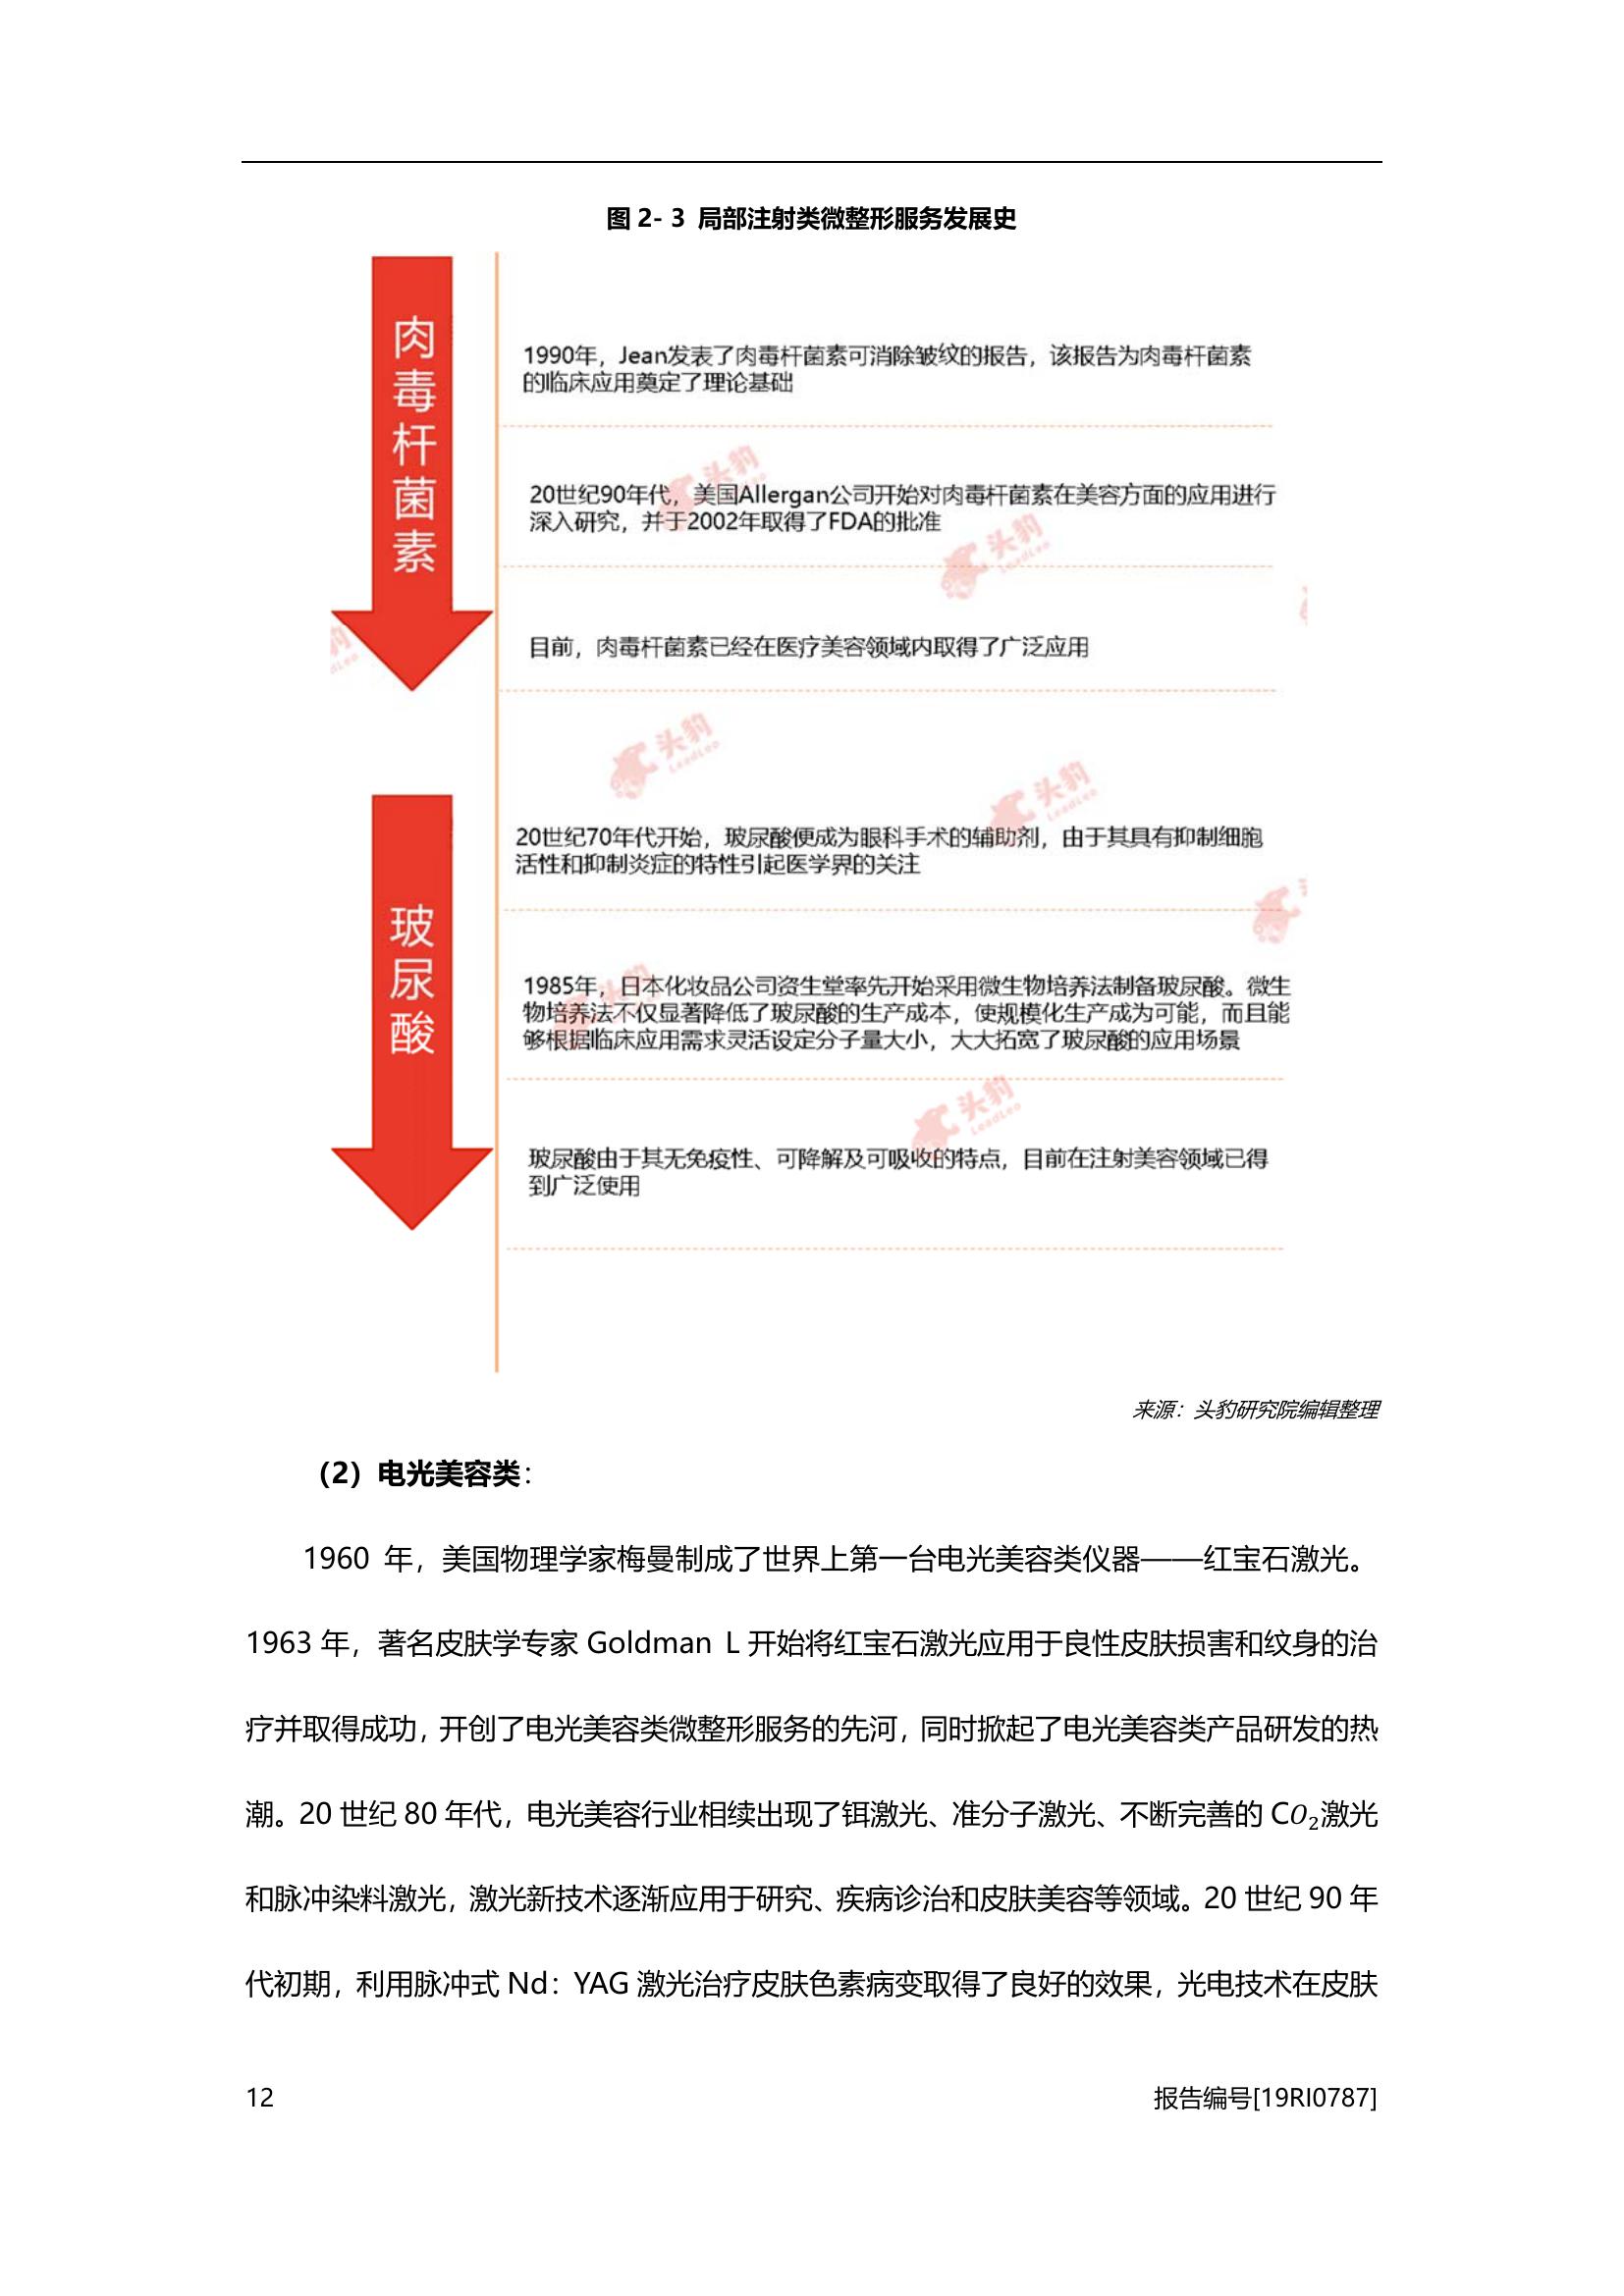 图 2- 3 局部注射类微整形服务发展史
肉毒杆菌素
1990年，Jean发表了肉毒杆菌素可消除皱纹的报告，该报告为肉毒杆菌素
的临床应用奠定了理论基础
20世纪90年代，美国Allergan公司开始对肉毒杆菌素在美容方面的应用进行
深入研究，并于2002年取得了FDA的批准
目前，肉毒杆菌素已经在医疗美容领域内取得了广泛应用
玻尿酸
20世纪70年代开始，玻尿酸便成为眼科手术的辅助剂，由于其具有抑制细胞
活性和抑制炎症的特性引起医学界的关注
1985年，日本化妆品公司资生堂率先开始采用微生物培养法制备玻尿酸。微生
物培养法不仅显著降低了玻尿酸的生产成本，使规模化生产成为可能，而且能
够根据临床应用需求灵活设定分子量大小，大大拓宽了玻尿酸的应用场景
玻尿酸由于其无免疫性、可降解及可吸收的特点，目前在注射美容领域已得
到广泛使用
头豹
LeadLeo
来源：头豹研究院编辑整理
（2）电光美容类：
1960 年，美国物理学家梅曼制成了世界上第一台电光美容类仪器——红宝石激光。
1963 年，著名皮肤学专家 Goldman L 开始将红宝石激光应用于良性皮肤损害和纹身的治
疗并取得成功，开创了电光美容类微整形服务的先河，同时掀起了电光美容类产品研发的热
潮。20 世纪 80 年代，电光美容行业相续出现了铒激光、准分子激光、不断完善的 CO₂激光
和脉冲染料激光，激光新技术逐渐应用于研究、疾病诊治和皮肤美容等领域。20 世纪 90 年
代初期，利用脉冲式 Nd：YAG 激光治疗皮肤色素病变取得了良好的效果，光电技术在皮肤
12
报告编号[19RI0787]